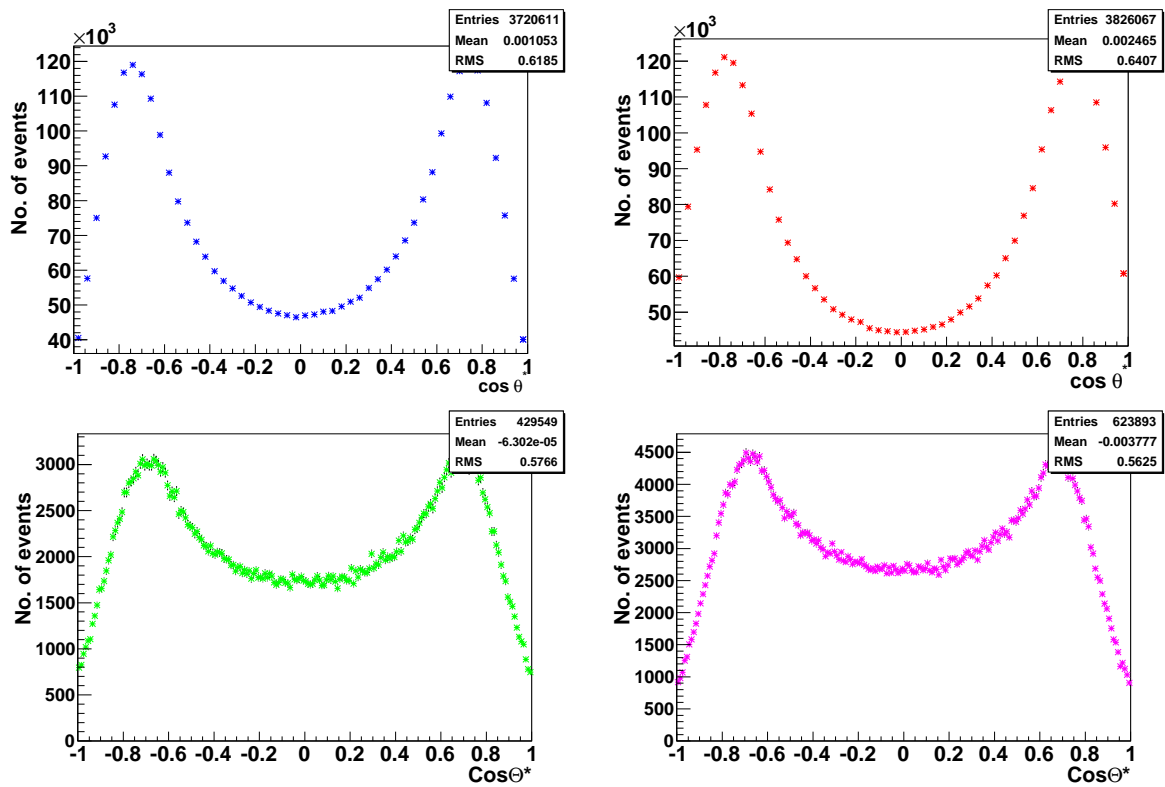 Entries 3720611
Mean 0.001053
RMS 0.6185
×10³
No. of events
120
100
80
60
40
-1 -0.8 -0.6 -0.4 -0.2 0 0.2 0.4 0.6 0.8 1
cos θ*
Entries 3826067
Mean 0.002465
RMS 0.6407
×10³
No. of events
120
110
100
90
80
70
60
50
-1 -0.8 -0.6 -0.4 -0.2 0 0.2 0.4 0.6 0.8 1
cos θ*
Entries 429549
Mean -6.302e-05
RMS 0.5766
No. of events
3000
2500
2000
1500
1000
500
0
-1 -0.8 -0.6 -0.4 -0.2 0 0.2 0.4 0.6 0.8 1
CosΘ*
Entries 623893
Mean -0.003777
RMS 0.5625
No. of events
4500
4000
3500
3000
2500
2000
1500
1000
500
0
-1 -0.8 -0.6 -0.4 -0.2 0 0.2 0.4 0.6 0.8 1
CosΘ*